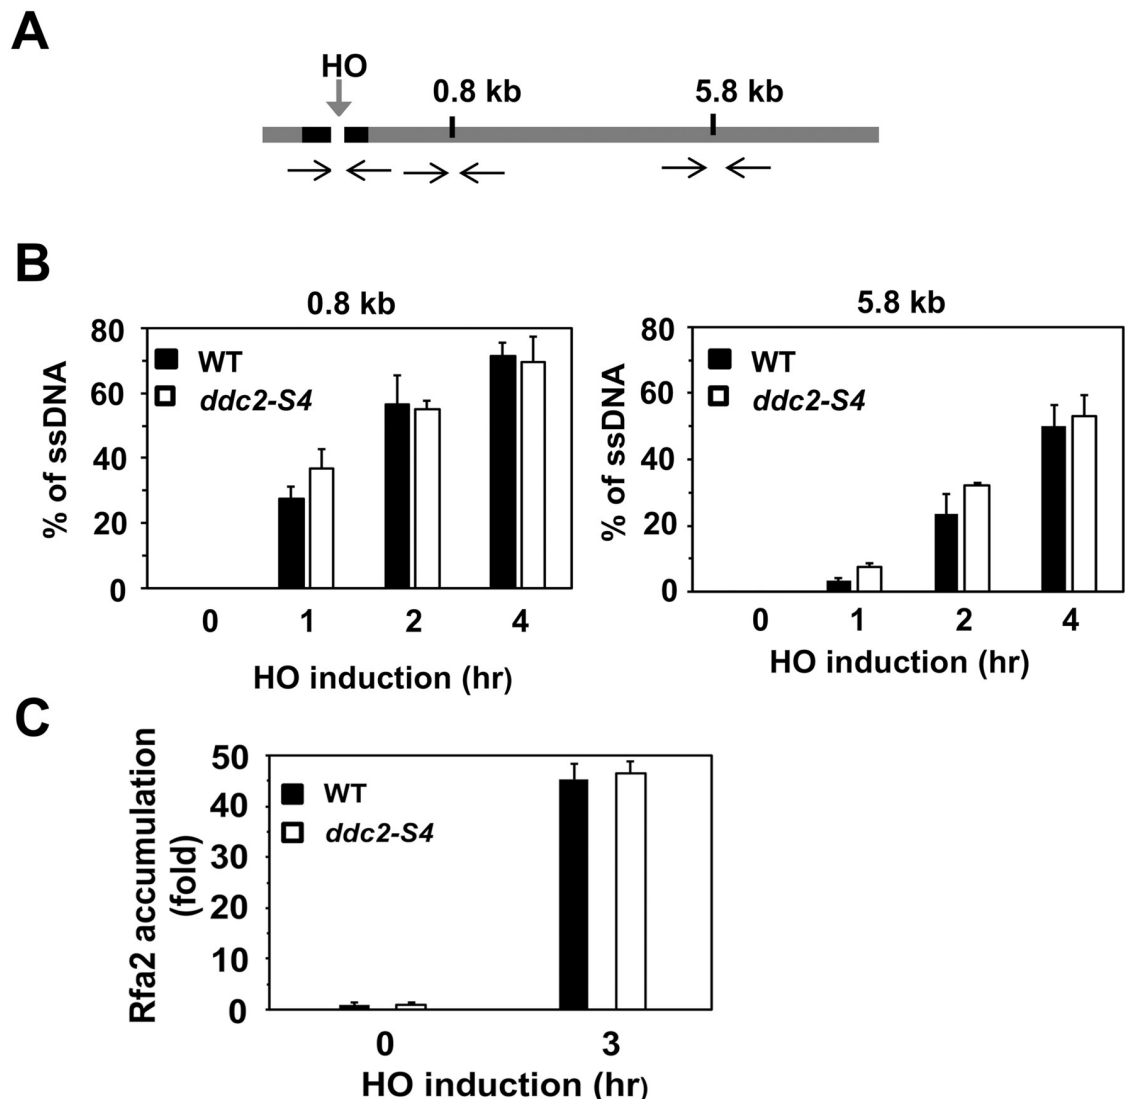 A
HO
0.8 kb
5.8 kb
B
0.8 kb
% of ssDNA
80
60
40
20
0
WT
ddc2-S4
0 1 2 4
HO induction (hr)
5.8 kb
% of ssDNA
80
60
40
20
0
WT
ddc2-S4
0 1 2 4
HO induction (hr)
C
Rfa2 accumulation
(fold)
50
40
30
20
10
0
WT
ddc2-S4
0 3
HO induction (hr)